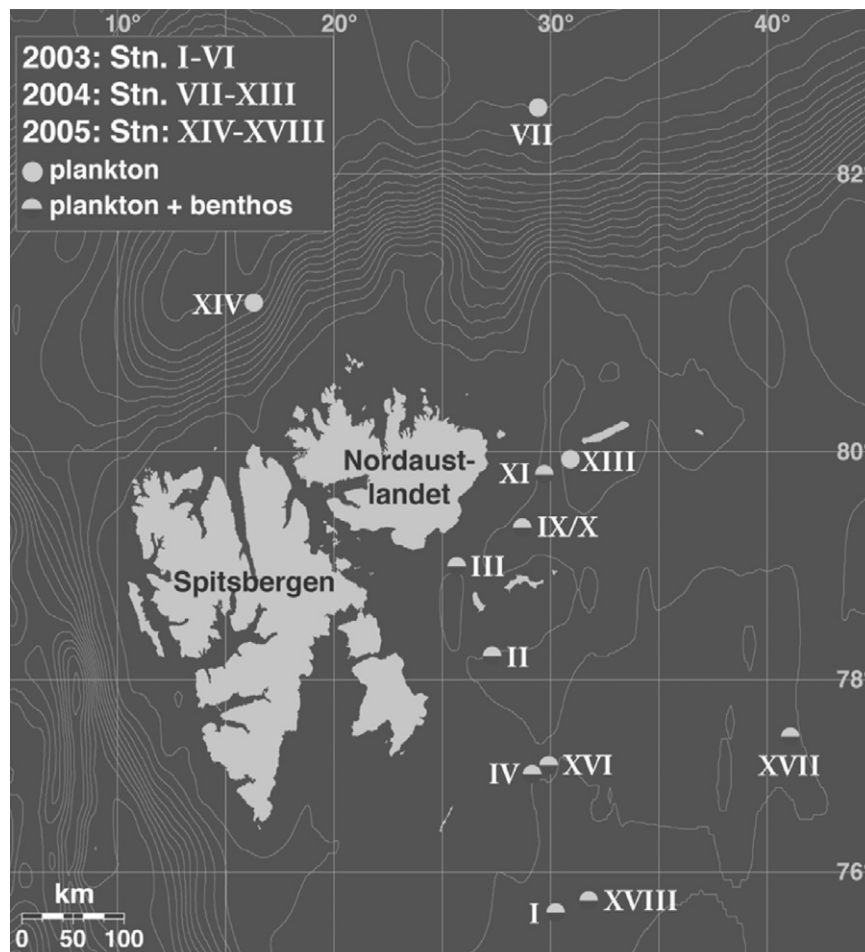 10° 20° 30° 40°
2003: Stn. I-VI
2004: Stn. VII-XIII
2005: Stn: XIV-XVIII
plankton
plankton + benthos
VII
82°
XIV
80°
Nordaust-
landet
XI
XIII
IX/X
III
Spitsbergen
II
78°
IV
XVI
XVII
76°
I
XVIII
km
0 50 100